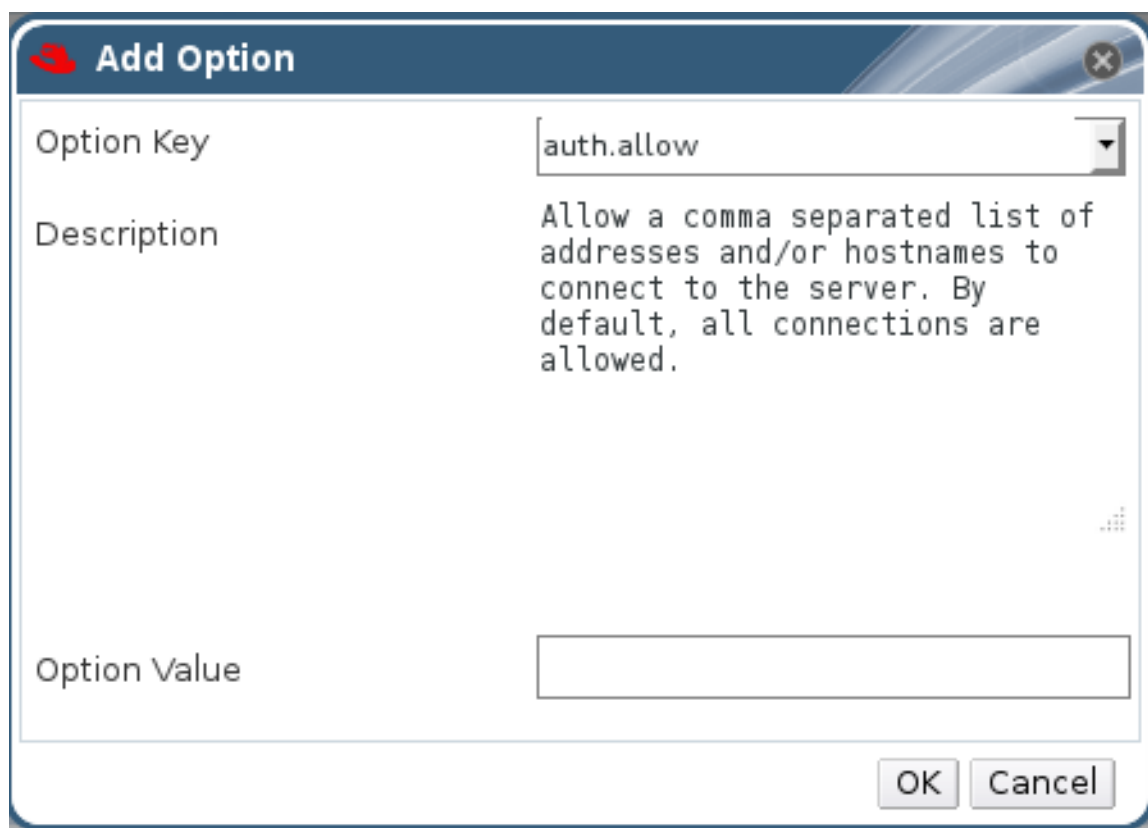 Add Option
Option Key
auth.allow
Description
Allow a comma separated list of
addresses and/or hostnames to
connect to the server. By
default, all connections are
allowed.
Option Value
OK Cancel